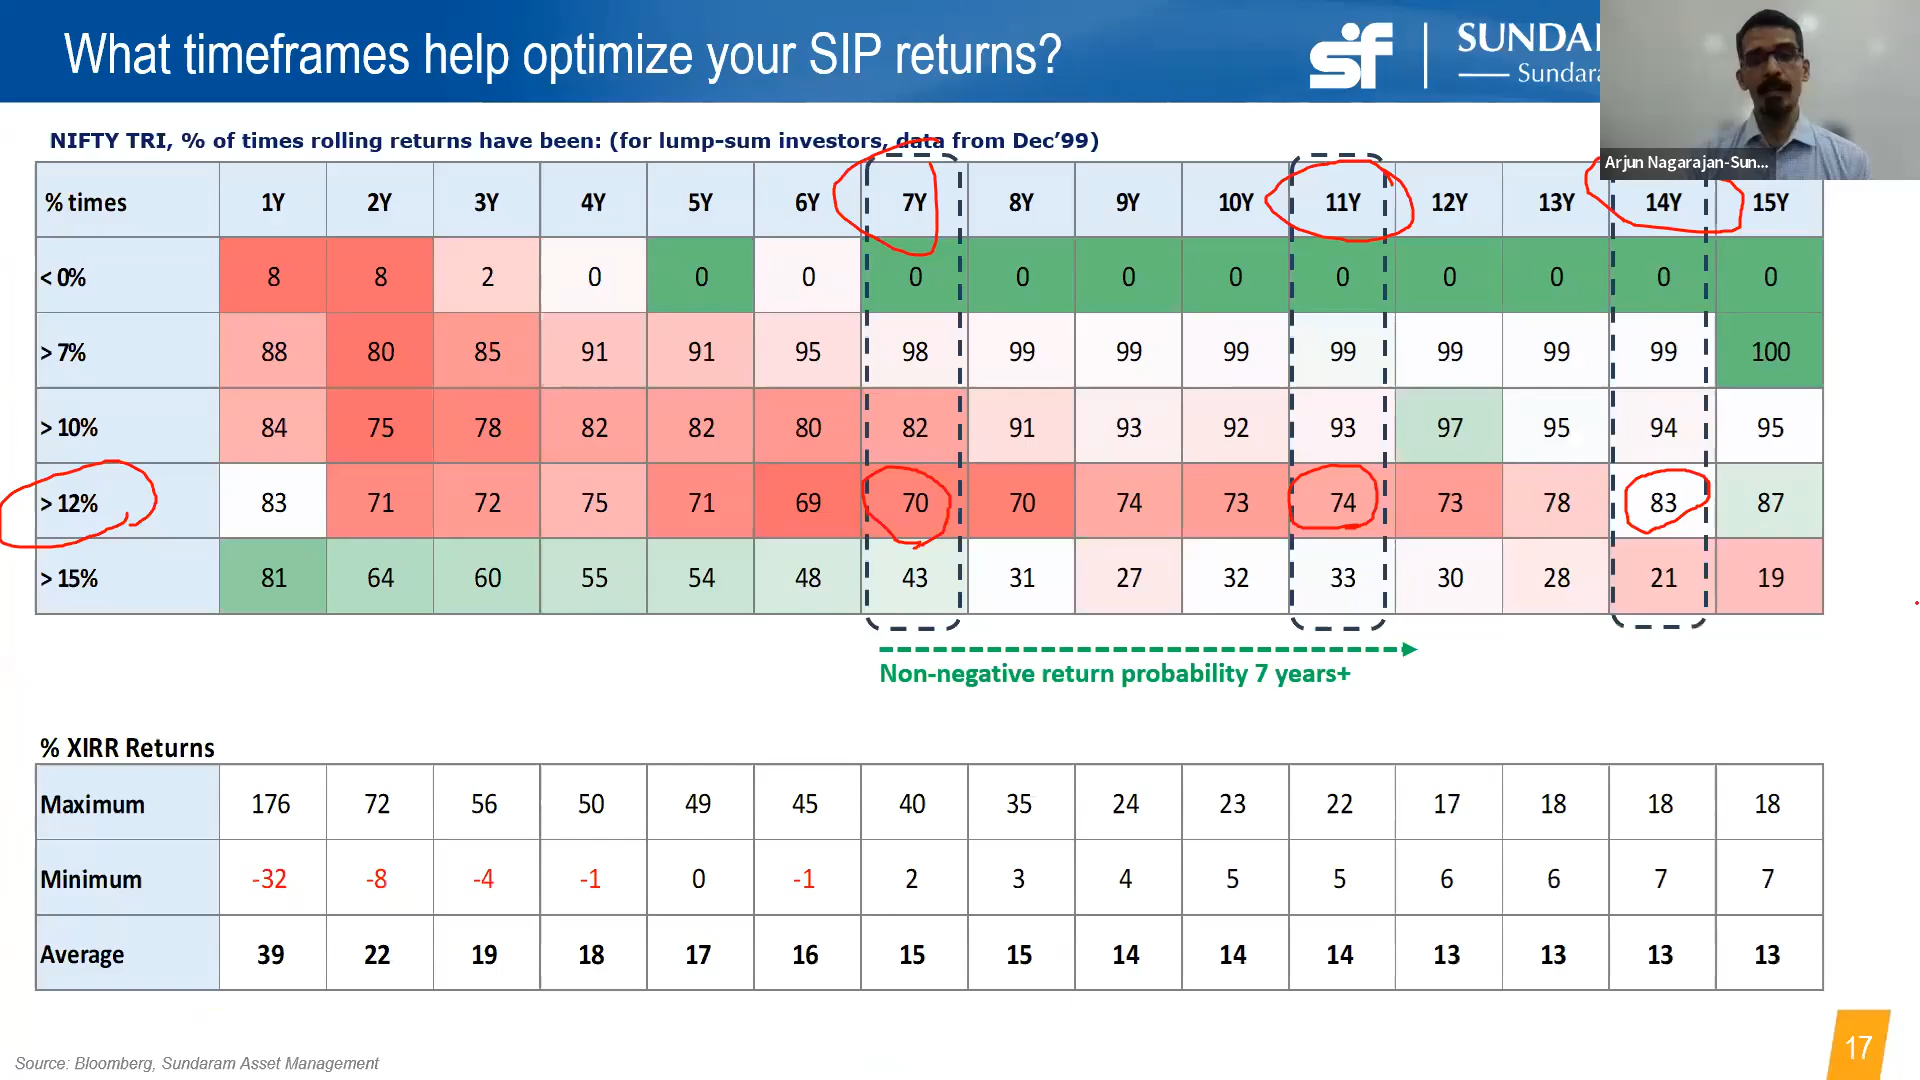 What timeframes help optimize your SIP returns?
sf
SUNDA
Sundar
Arjun Nagarajan-Sun...
NIFTY TRI, % of times rolling returns have been: (for lump-sum investors, data from Dec'99)
% times 1Y 2Y 3Y 4Y 5Y 6Y 7Y 8Y 9Y 10Y 11Y 12Y 13Y 14Y 15Y
< 0% 8 8 2 0 0 0 0 0 0 0 0 0 0 0 0
> 7% 88 80 85 91 91 95 98 99 99 99 99 99 99 99 100
> 10% 84 75 78 82 82 80 82 91 93 92 93 97 95 94 95
> 12% 83 71 72 75 71 69 70 70 74 73 74 73 78 83 87
> 15% 81 64 60 55 54 48 43 31 27 32 33 30 28 21 19
Non-negative return probability 7 years+
% XIRR Returns
Maximum 176 72 56 50 49 45 40 35 24 23 22 17 18 18 18
Minimum -32 -8 -4 -1 0 -1 2 3 4 5 5 6 6 7 7
Average 39 22 19 18 17 16 15 15 14 14 14 13 13 13 13
Source: Bloomberg, Sundaram Asset Management
17